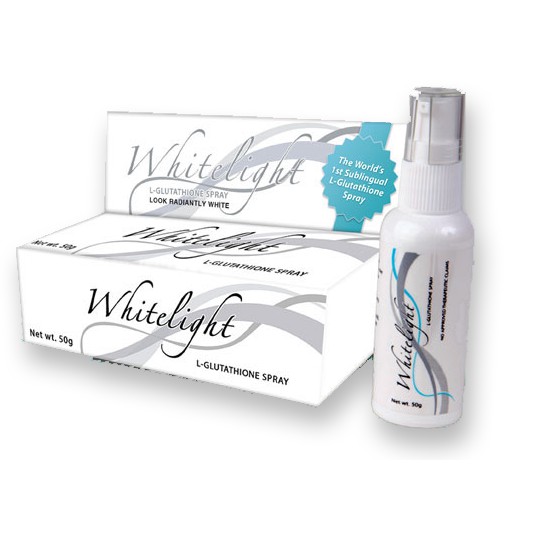 Whitelight
L-GLUTATHIONE SPRAY
LOOK RADIANTLY WHITE
The World's
1st Sublingual
L-Glutathione
Spray
Whitelight
Net wt. 50g
L-GLUTATHIONE SPRAY
Whitelight
Net wt. 50g
L-GLUTATHIONE SPRAY
Whitelight
L-GLUTATHIONE SPRAY
NO APPROVED THERAPEUTIC CLAIMS
Net wt. 50g